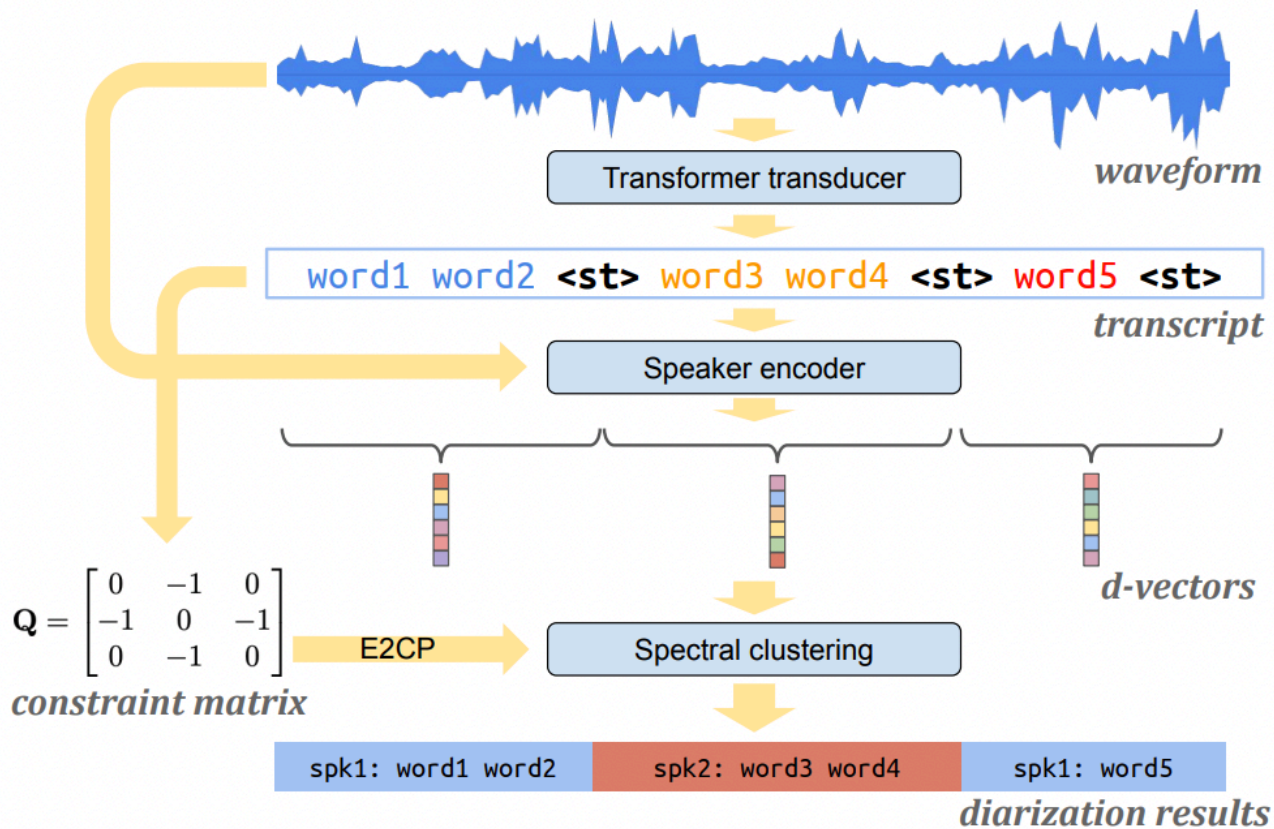 waveform
Transformer transducer
word1 word2 <st> word3 word4 <st> word5 <st>
transcript
Speaker encoder
d-vectors
Q = [0 −1 0
−1 0 −1
0 −1 0]
E2CP
Spectral clustering
constraint matrix
spk1: word1 word2 spk2: word3 word4 spk1: word5
diarization results